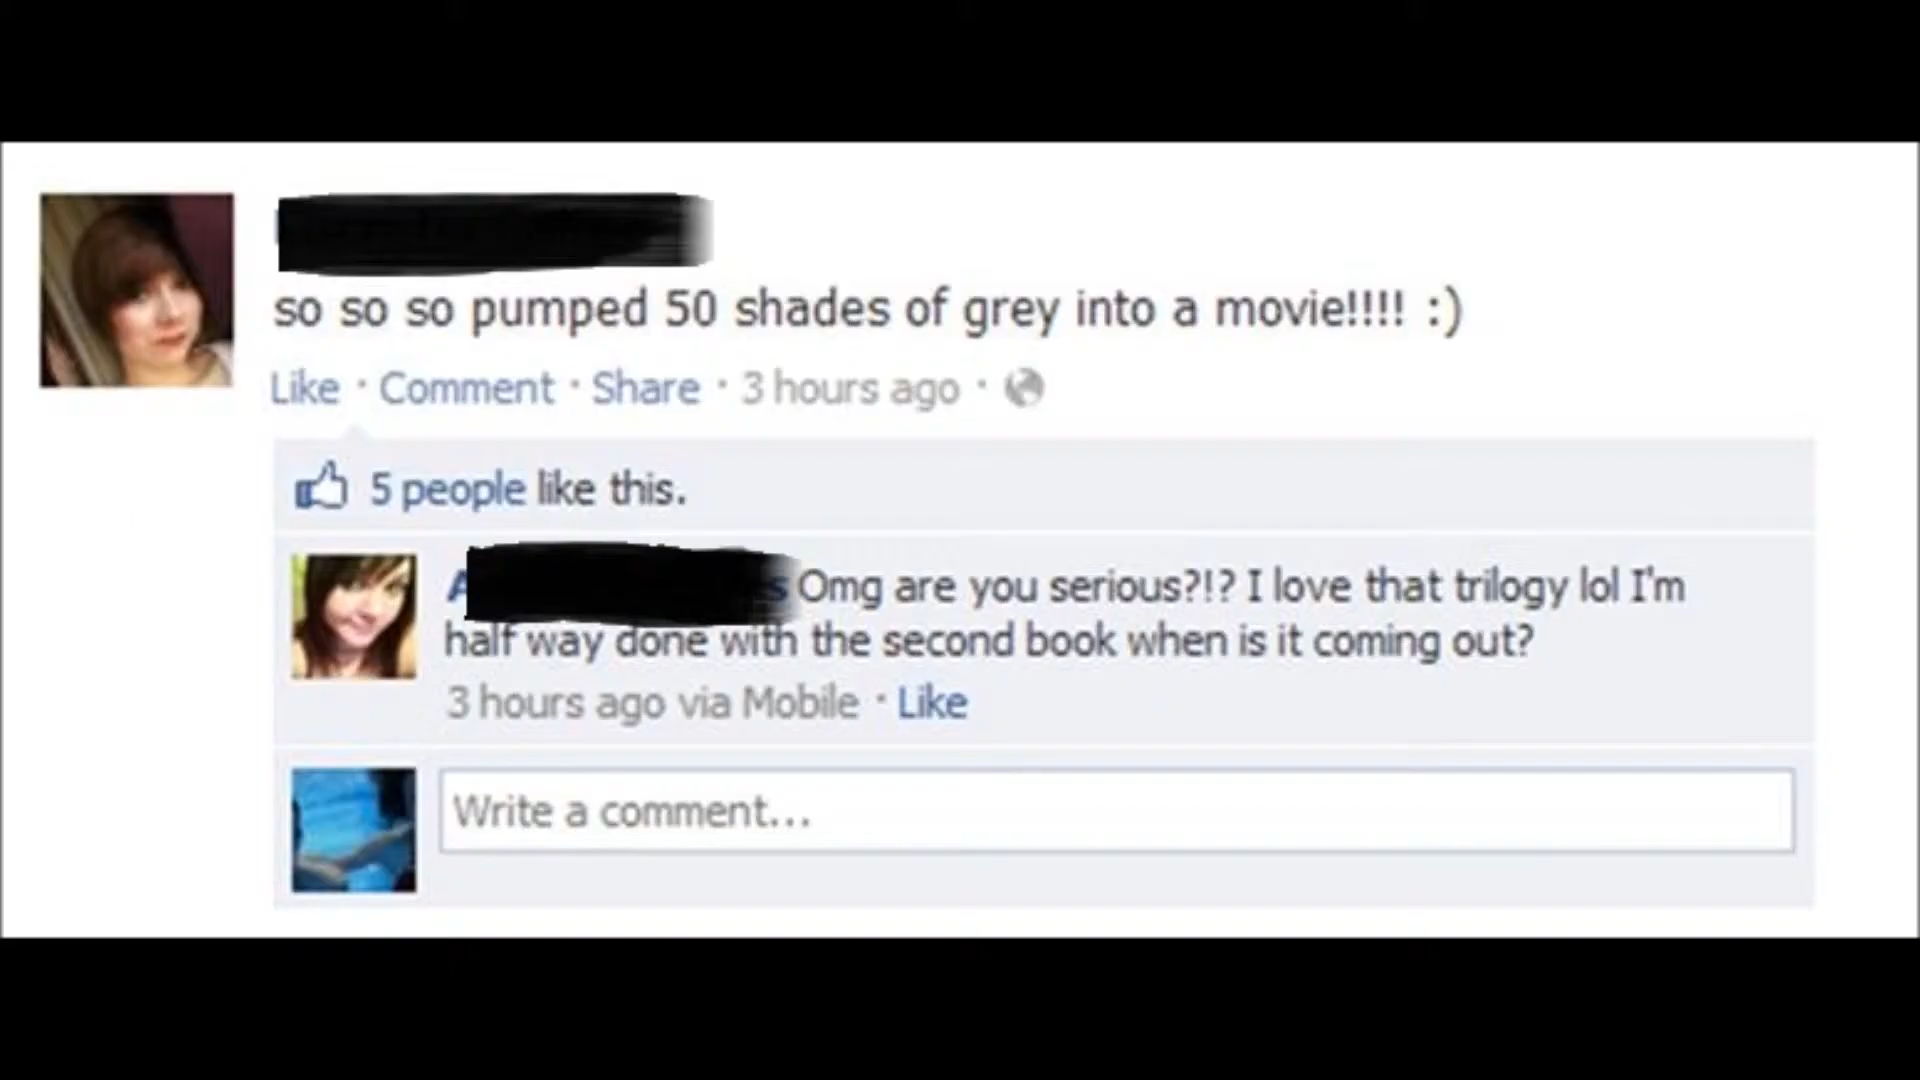 so so so pumped 50 shades of grey into a movie!!!! :)
Like · Comment · Share · 3 hours ago ·
5 people like this.
Omg are you serious?!? I love that trilogy lol I'm
half way done with the second book when is it coming out?
3 hours ago via Mobile · Like
Write a comment...